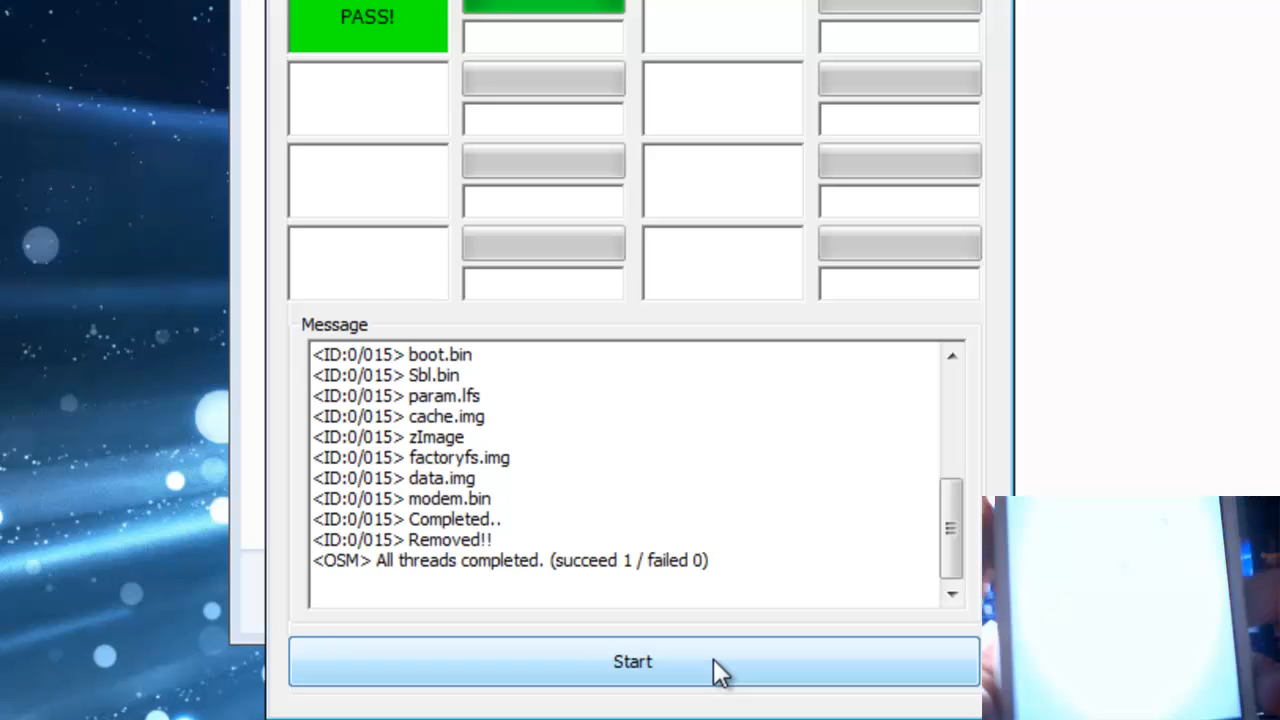 PASS!
Message
<ID:0/015> boot.bin
<ID:0/015> Sbl.bin
<ID:0/015> param.lfs
<ID:0/015> cache.img
<ID:0/015> zImage
<ID:0/015> factoryfs.img
<ID:0/015> data.img
<ID:0/015> modem.bin
<ID:0/015> Completed..
<ID:0/015> Removed!!
<OSM> All threads completed. (succeed 1 / failed 0)
Start